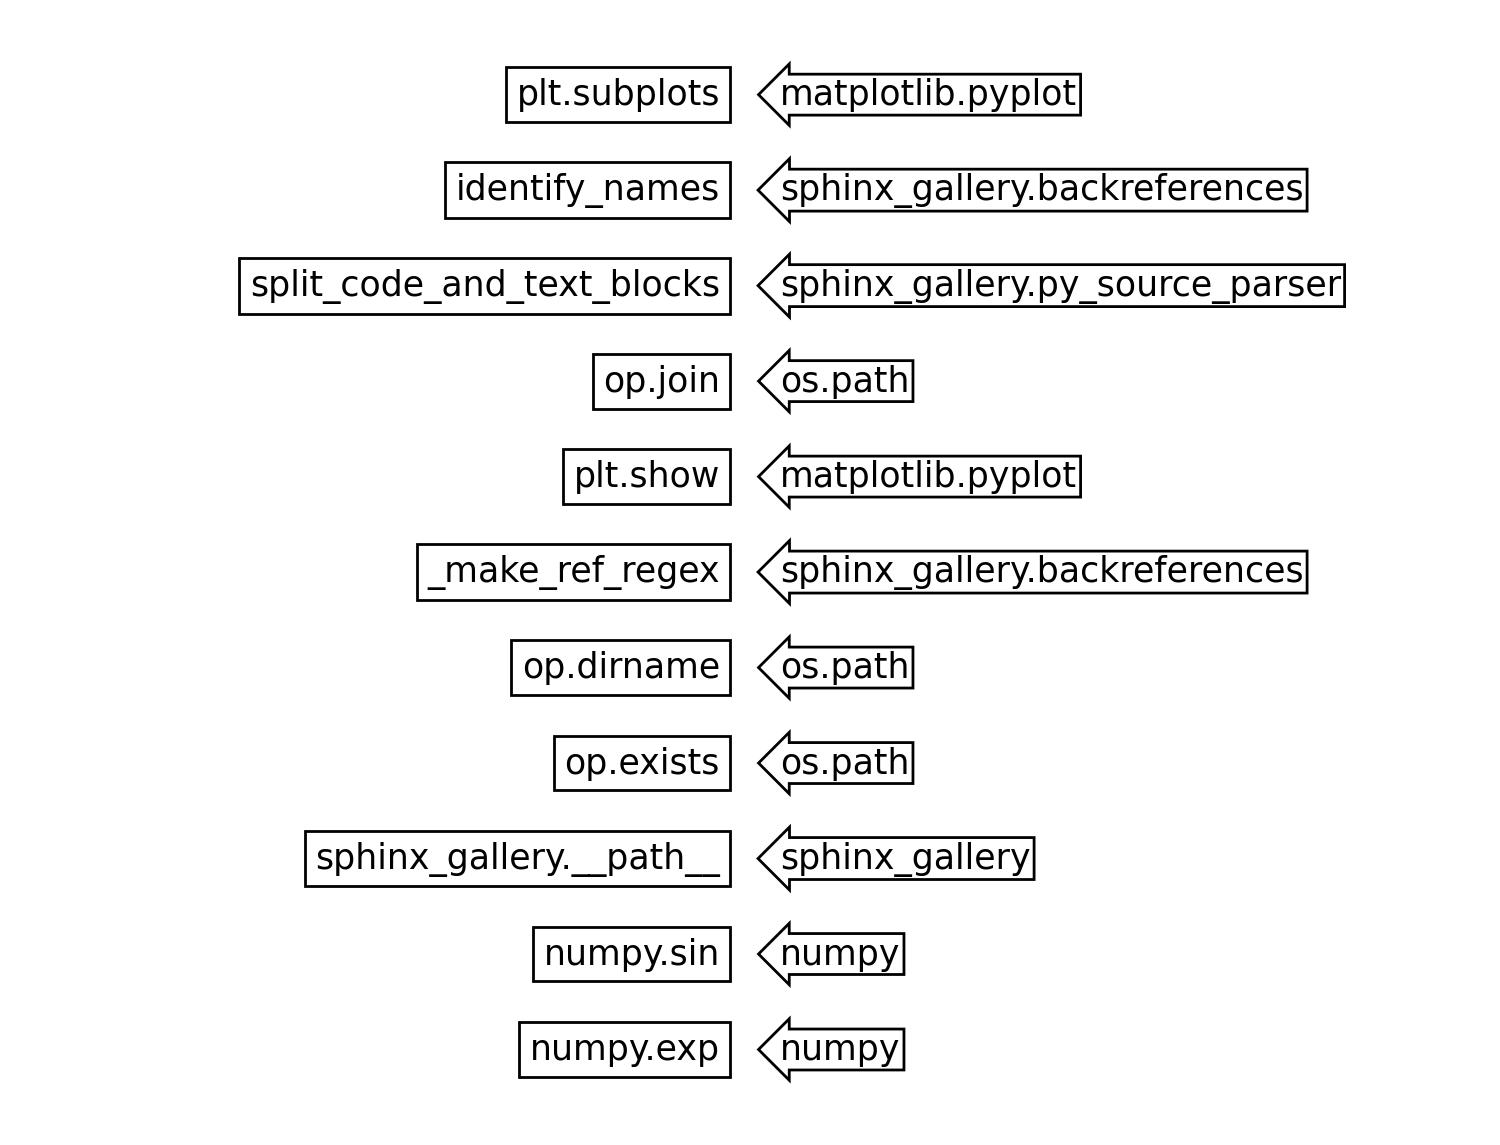 plt.subplots matplotlib.pyplot
identify_names sphinx_gallery.backreferences
split_code_and_text_blocks sphinx_gallery.py_source_parser
op.join os.path
plt.show matplotlib.pyplot
_make_ref_regex sphinx_gallery.backreferences
op.dirname os.path
op.exists os.path
sphinx_gallery.__path__ sphinx_gallery
numpy.sin numpy
numpy.exp numpy